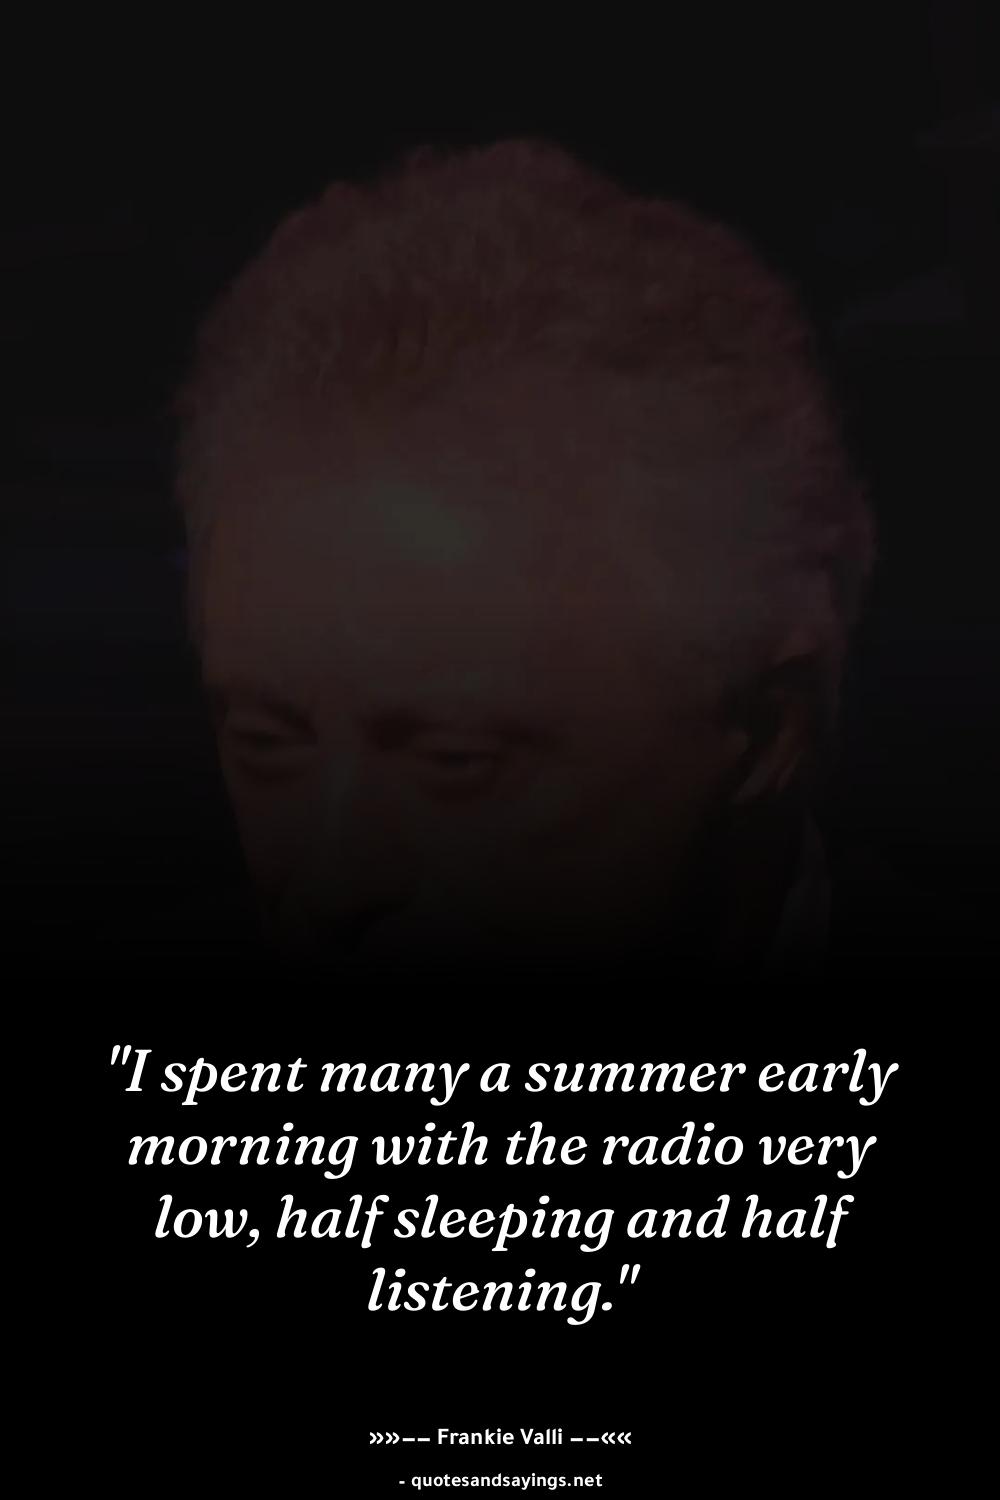 "I spent many a summer early
morning with the radio very
low, half sleeping and half
listening."
»»–– Frankie Valli ––««
- quotesandsayings.net